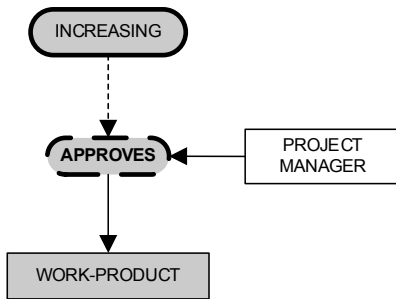 INCREASING
APPROVES
PROJECT
MANAGER
WORK-PRODUCT